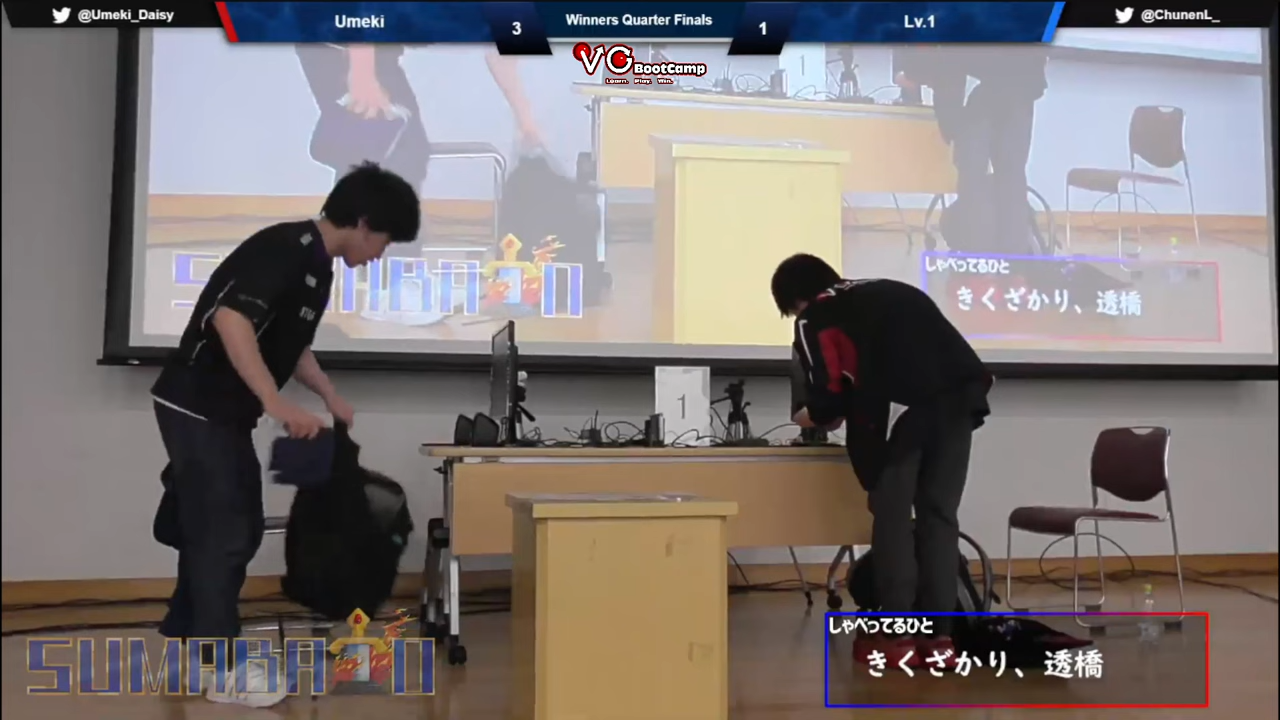 @Umeki_Daisy
Umeki
3
Winners Quarter Finals
1
Lv.1
@ChunenL_
VGBootCamp
Learn. Play. Win.
1
しゃべってるひと
きくざかり、透橋
SUMABATO
1
SUMABATO
しゃべってるひと
きくざかり、透橋